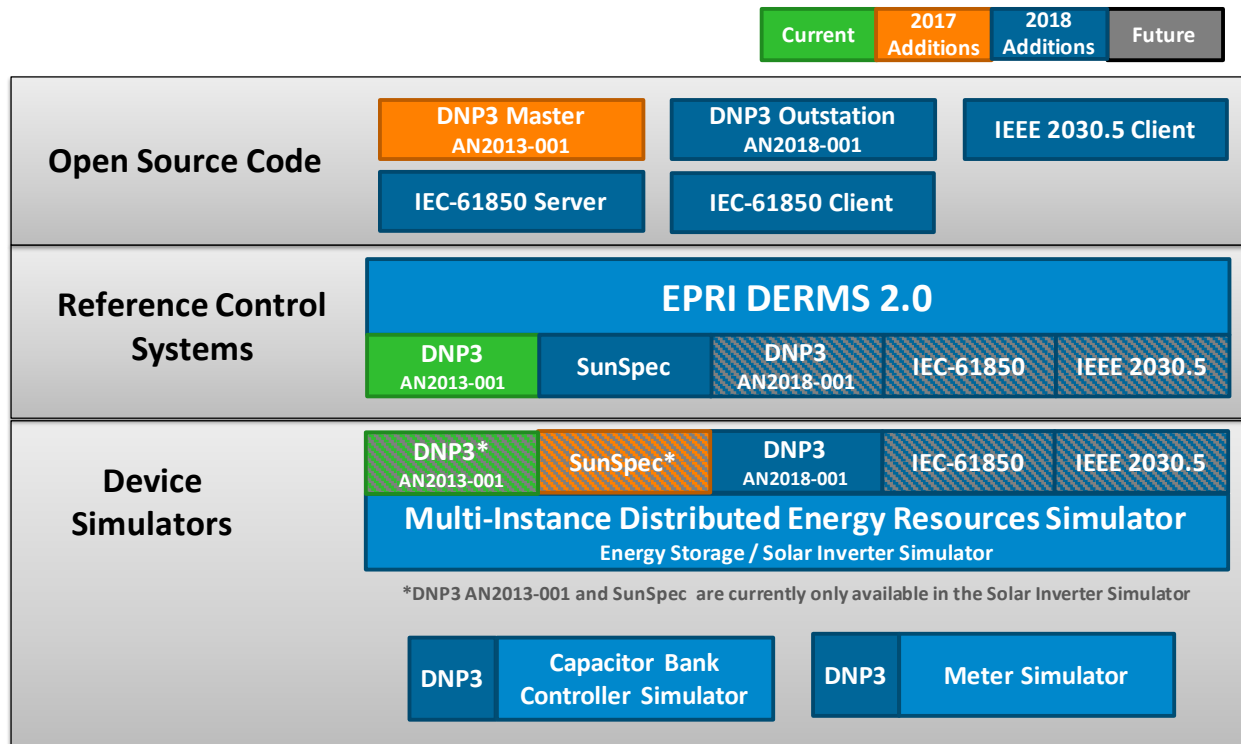 Current
2017
Additions
2018
Additions
Future
Open Source Code
DNP3 Master
AN2013-001
DNP3 Outstation
AN2018-001
IEEE 2030.5 Client
IEC-61850 Server
IEC-61850 Client
Reference Control
Systems
EPRI DERMS 2.0
DNP3
AN2013-001
SunSpec
DNP3
AN2018-001
IEC-61850
IEEE 2030.5
Device
Simulators
DNP3*
AN2013-001
SunSpec*
DNP3
AN2018-001
IEC-61850
IEEE 2030.5
Multi-Instance Distributed Energy Resources Simulator
Energy Storage / Solar Inverter Simulator
*DNP3 AN2013-001 and SunSpec are currently only available in the Solar Inverter Simulator
DNP3
Capacitor Bank
Controller Simulator
DNP3
Meter Simulator